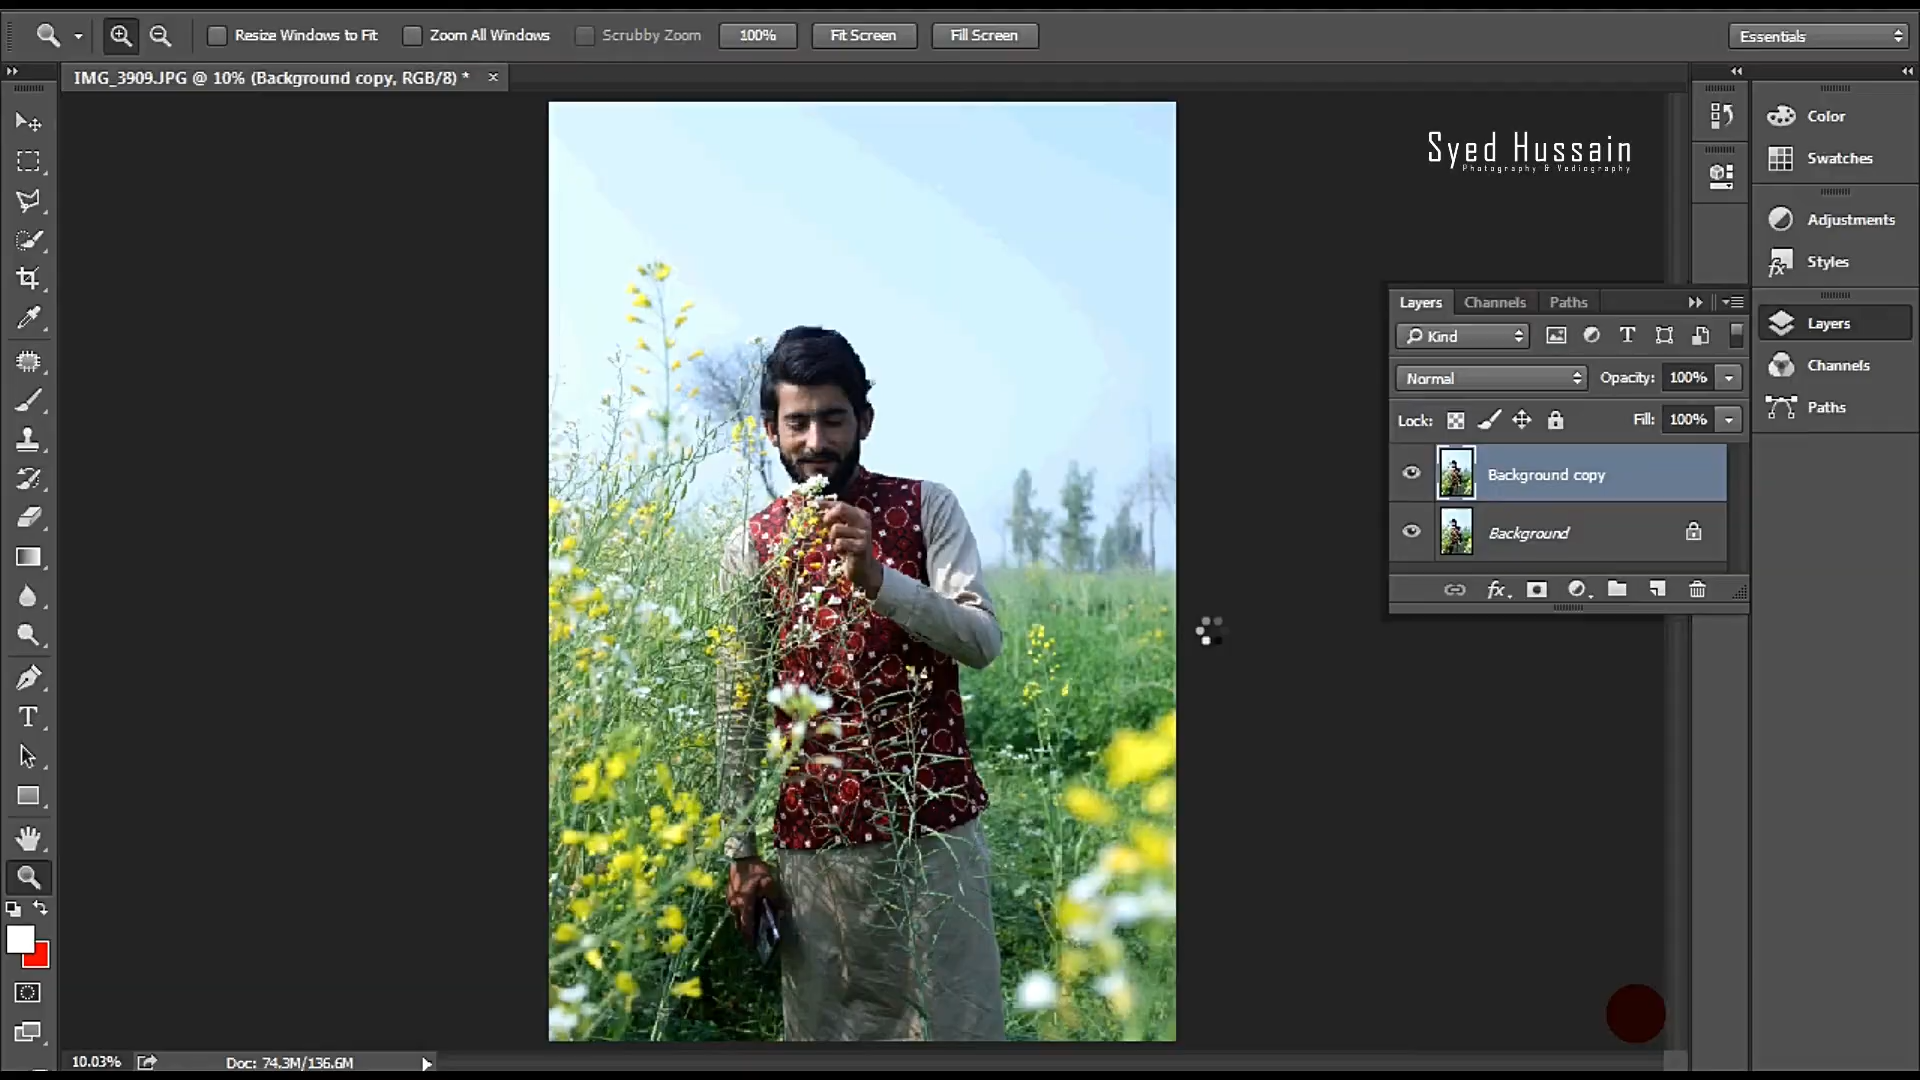 Resize Windows to Fit
Zoom All Windows
Scrubby Zoom
100%
Fit Screen
Fill Screen
Essentials
IMG_3909.JPG @ 10% (Background copy, RGB/8) *
Syed Hussain
Photography & Vediography
Color
Swatches
Adjustments
Styles
Layers
Channels
Paths
Layers
Channels
Paths
Kind
Normal
Opacity: 100%
Lock:
Fill: 100%
Background copy
Background
10.03%
Doc: 74.3M/136.6M